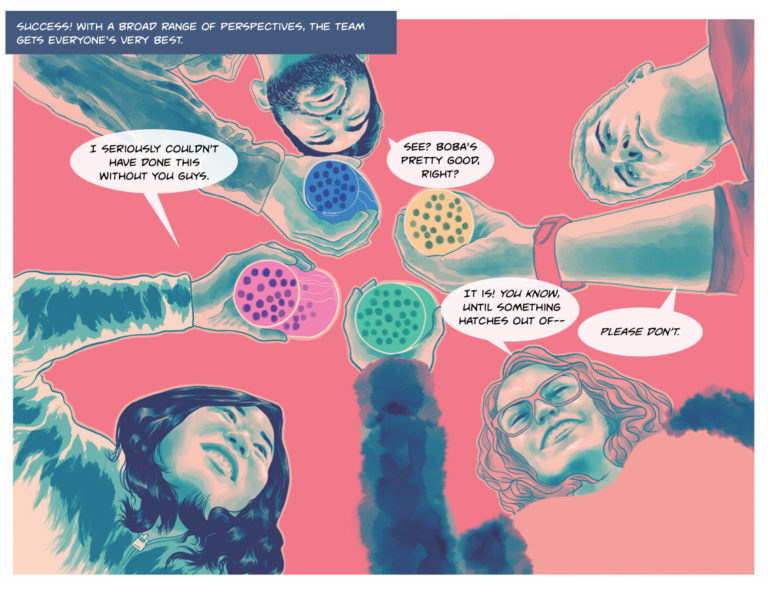 SUCCESS! WITH A BROAD RANGE OF PERSPECTIVES, THE TEAM
GETS EVERYONE'S VERY BEST.
I SERIOUSLY COULDN'T
HAVE DONE THIS
WITHOUT YOU GUYS.
SEE? BOBA'S
PRETTY GOOD,
RIGHT?
IT IS! YOU KNOW,
UNTIL SOMETHING
HATCHES OUT OF--
PLEASE DON'T.